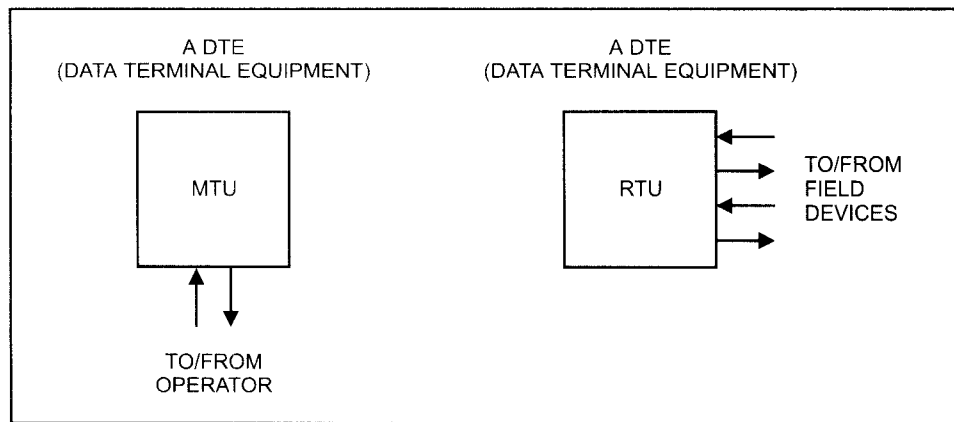 A DTE
(DATA TERMINAL EQUIPMENT)
MTU
TO/FROM
OPERATOR
A DTE
(DATA TERMINAL EQUIPMENT)
RTU
TO/FROM
FIELD
DEVICES